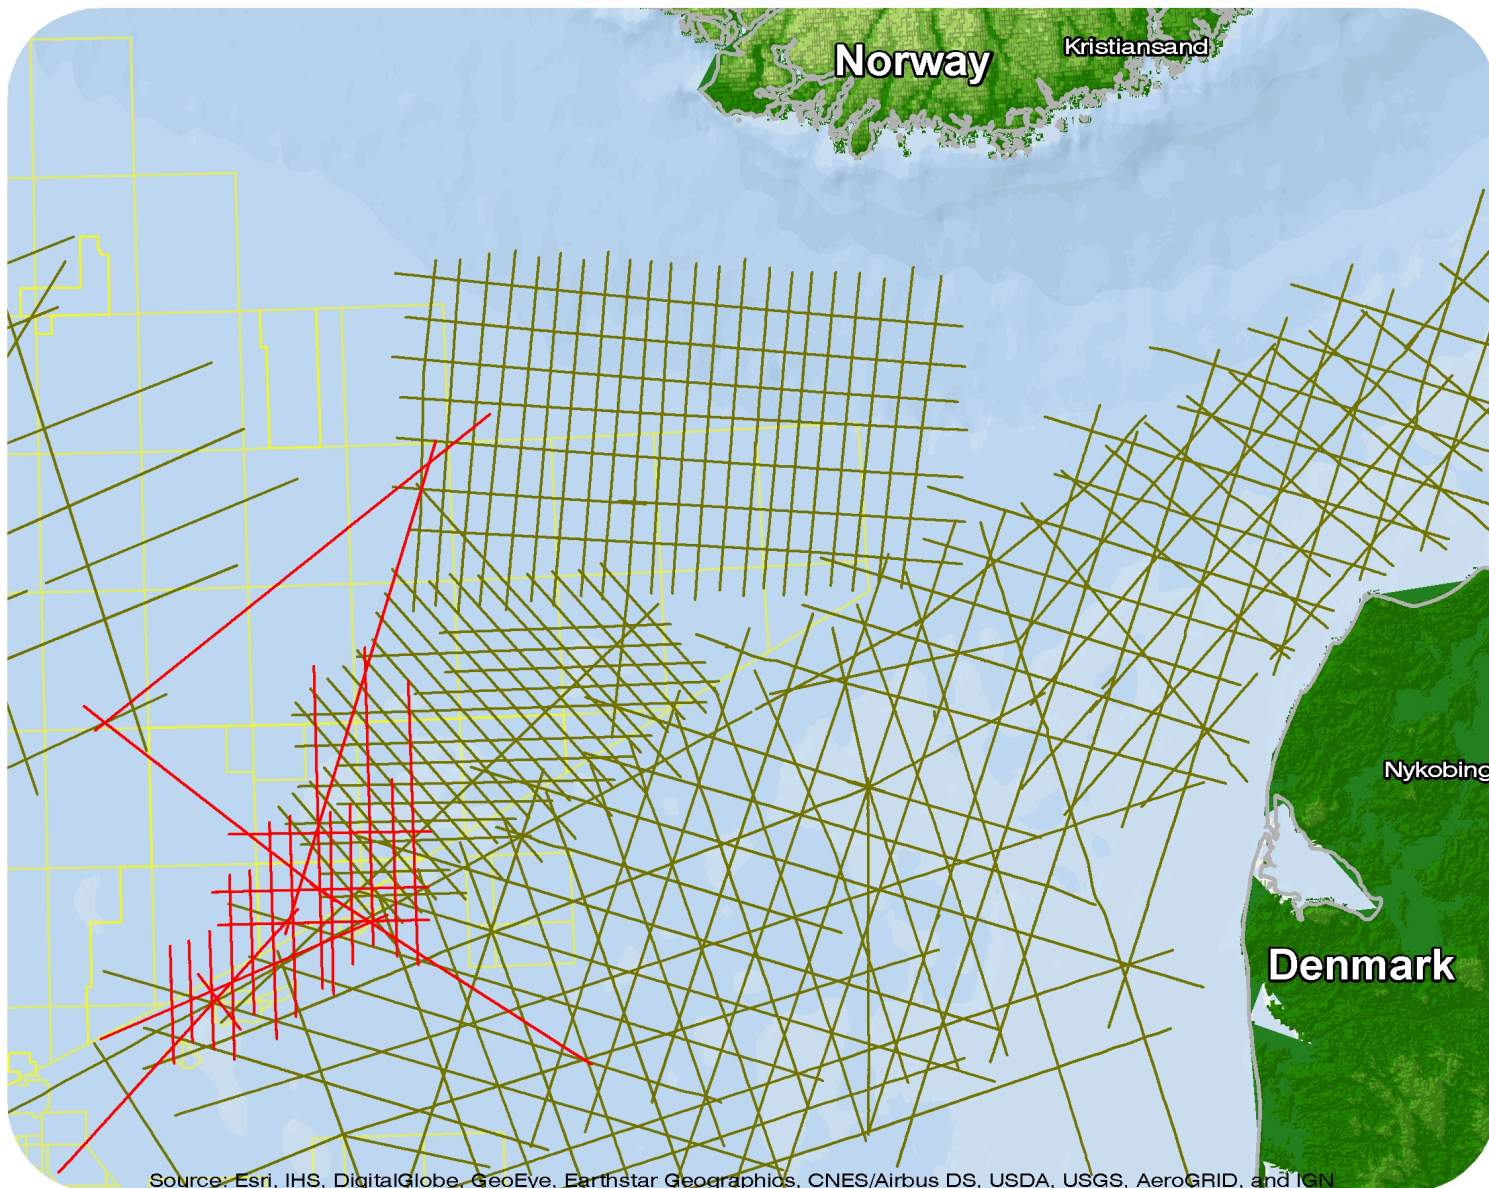 Kristiansand
Norway
Nykobing
Denmark
Source: Esri, IHS, DigitalGlobe, GeoEye, Earthstar Geographics, CNES/Airbus DS, USDA, USGS, AeroGRID, and IGN